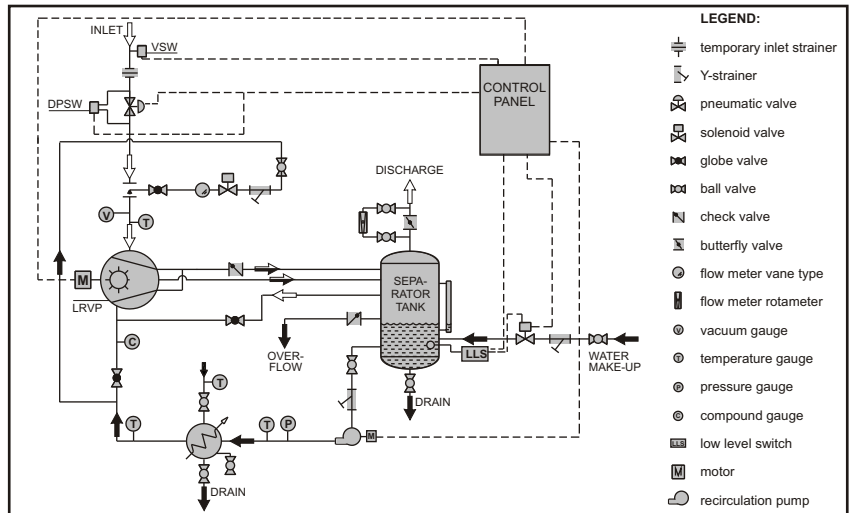 INLET
VSW
DPSW
V
T
M
LRVP
C
T
T
DRAIN
T
P
M
OVER-
FLOW
DISCHARGE
SEPA-
RATOR
TANK
LLS
DRAIN
WATER
MAKE-UP
CONTROL
PANEL
LEGEND:
temporary inlet strainer
Y-strainer
pneumatic valve
solenoid valve
globe valve
ball valve
check valve
butterfly valve
flow meter vane type
flow meter rotameter
V vacuum gauge
T temperature gauge
P pressure gauge
C compound gauge
LLS low level switch
M motor
recirculation pump